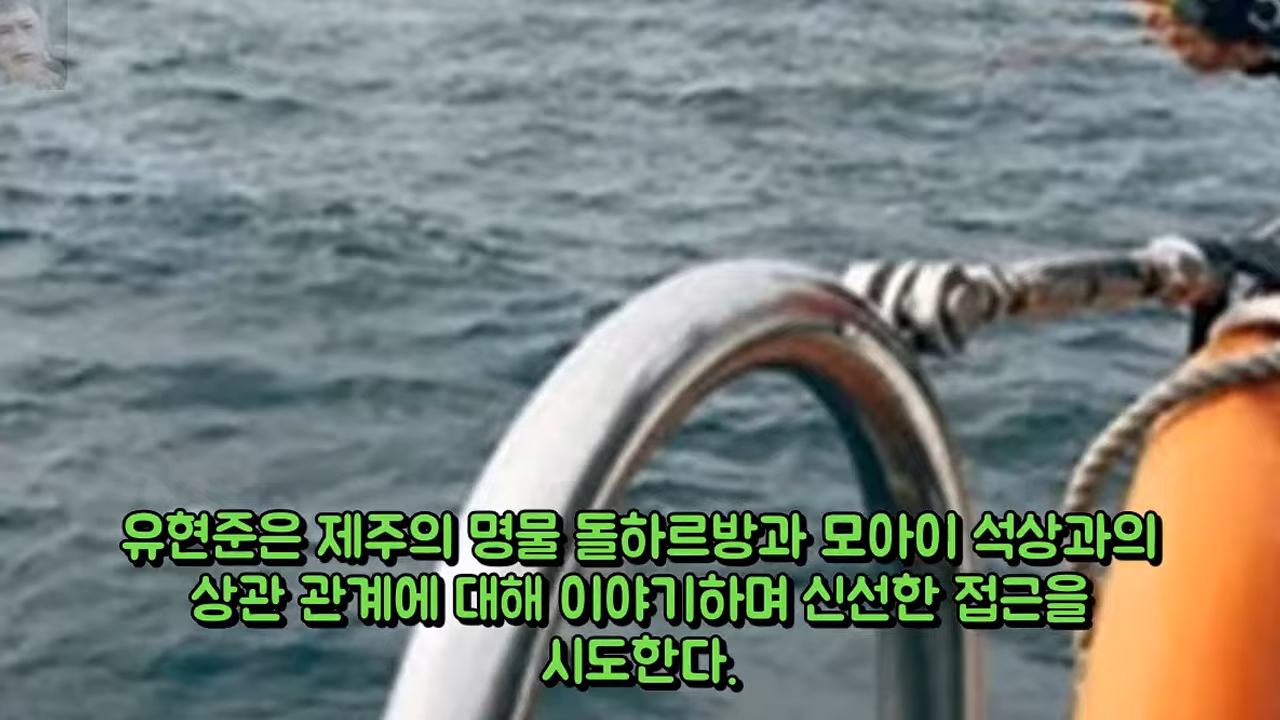 유현준은 제주의 명물 돌하르방과 모아이 석상과의
상관 관계에 대해 이야기하며 신선한 접근을
시도한다.